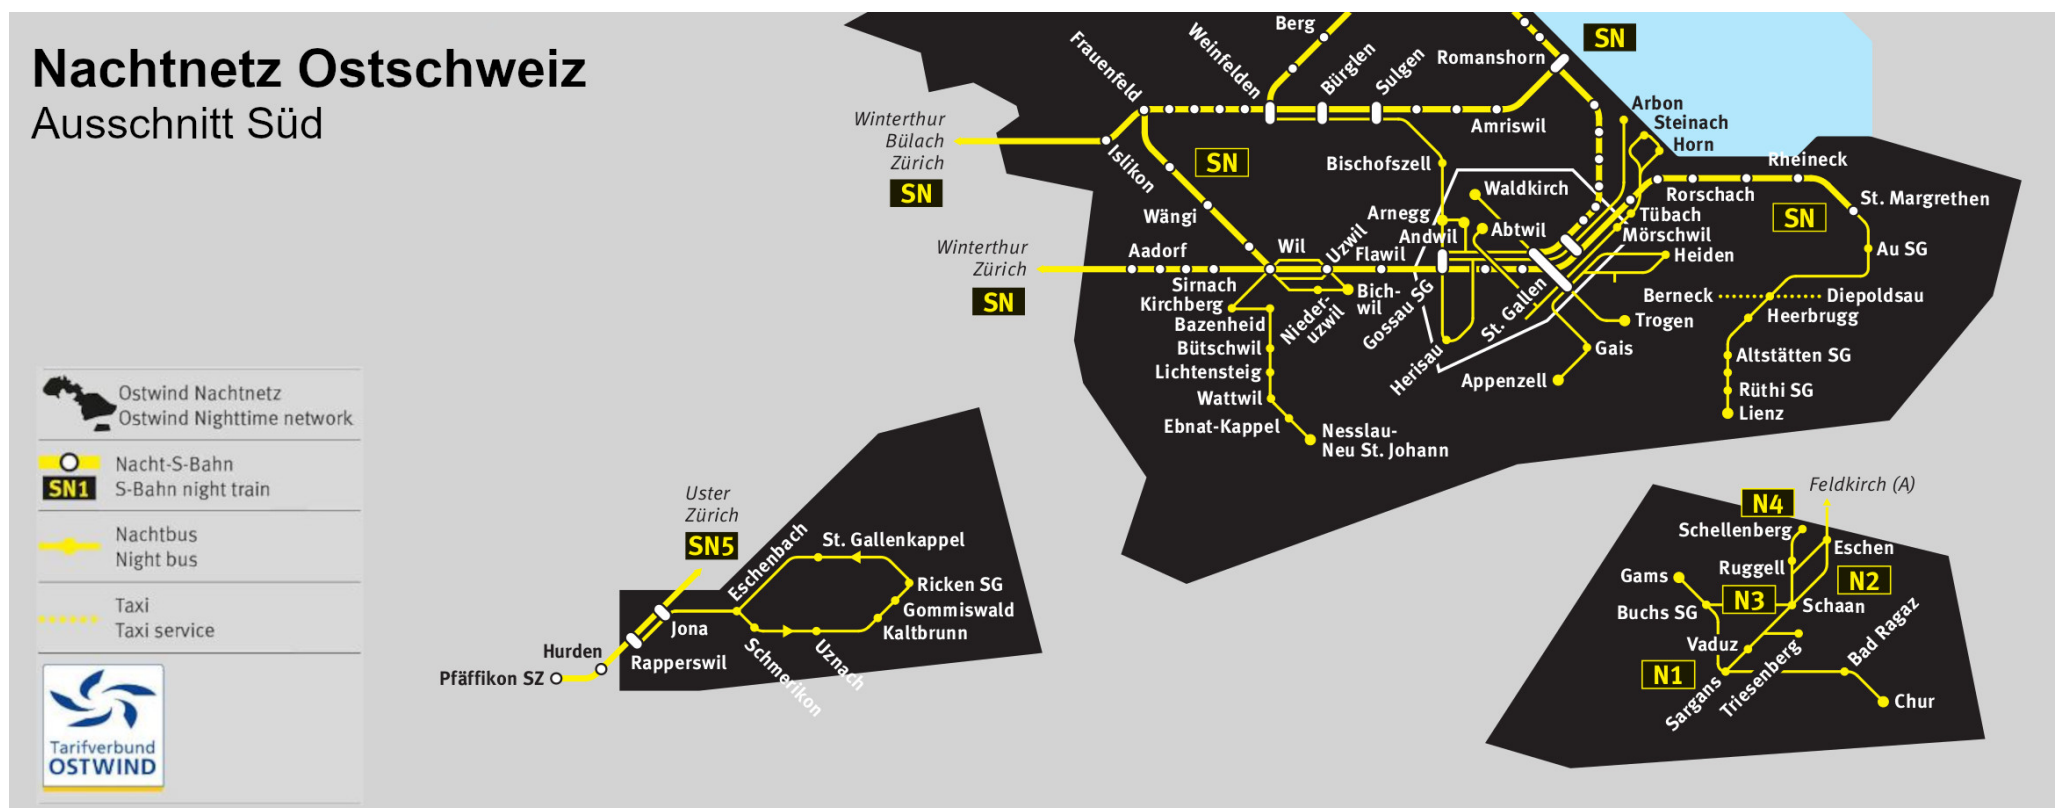 Nachtnetz Ostschweiz
Ausschnitt Süd
Berg
SN
Weinfelden
Frauenfeld
Bürglen
Sulgen
Romanshorn
Arbon
Steinach
Horn
Winterthur
Bülach
Zürich
SN
Islikon
Amriswil
SN
Bischofszell
Rheineck
Waldkirch
Rorschach
St. Margrethen
SN
Wängi
Arnegg
Andwil
Abtwil
Tübach
Mörschwil
Winterthur
Zürich
SN
Aadorf
Wil
Uzwil
Flawil
Heiden
Au SG
Sirnach
Kirchberg
Bich-
wil
Gossau SG
St. Gallen
Berneck
Diepoldsau
Heerbrugg
Bazenheid
Nieder-
uzwil
Trogen
Bütschwil
Herisau
Gais
Altstätten SG
Lichtensteig
Appenzell
Rüthi SG
Wattwil
Lienz
Ebnat-Kappel
Nesslau-
Neu St. Johann
Ostwind Nachtnetz
Ostwind Nighttime network
SN1
Nacht-S-Bahn
S-Bahn night train
Nachtbus
Night bus
Taxi
Taxi service
Tarifverbund
OSTWIND
Uster
Zürich
SN5
Eschenbach
St. Gallenkappel
Ricken SG
Gommiswald
Kaltbrunn
Jona
Hurden
Rapperswil
Pfäffikon SZ
Schmerikon
Uznach
Feldkirch (A)
N4
Schellenberg
Eschen
Ruggell
Gams
N2
N3
Buchs SG
Schaan
Vaduz
Bad Ragaz
N1
Sargans
Triesenberg
Chur